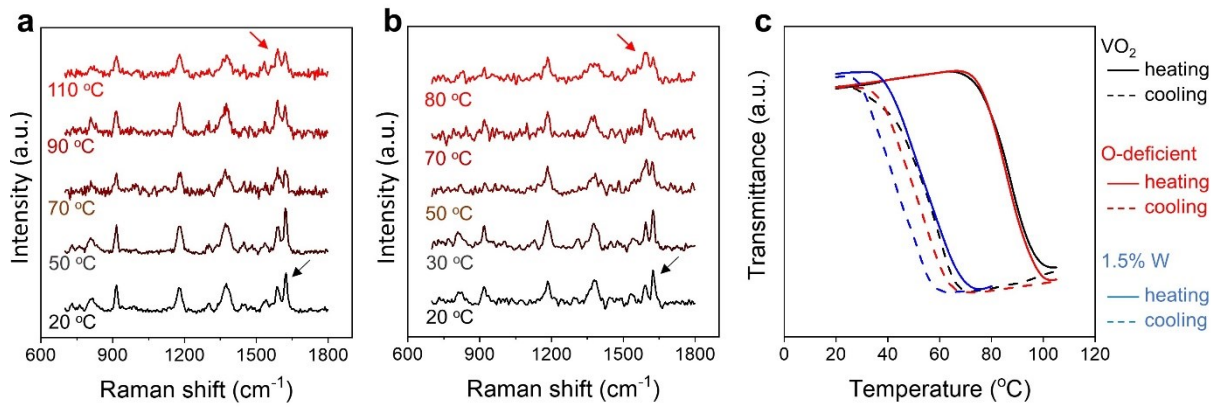 a
Intensity (a.u.)
110 °C
90 °C
70 °C
50 °C
20 °C
600 900 1200 1500 1800
Raman shift (cm⁻¹)
b
Intensity (a.u.)
80 °C
70 °C
50 °C
30 °C
20 °C
600 900 1200 1500 1800
Raman shift (cm⁻¹)
c
Transmittance (a.u.)
0 20 40 60 80 100 120
Temperature (°C)
VO₂
heating
cooling
O-deficient
heating
cooling
1.5% W
heating
cooling